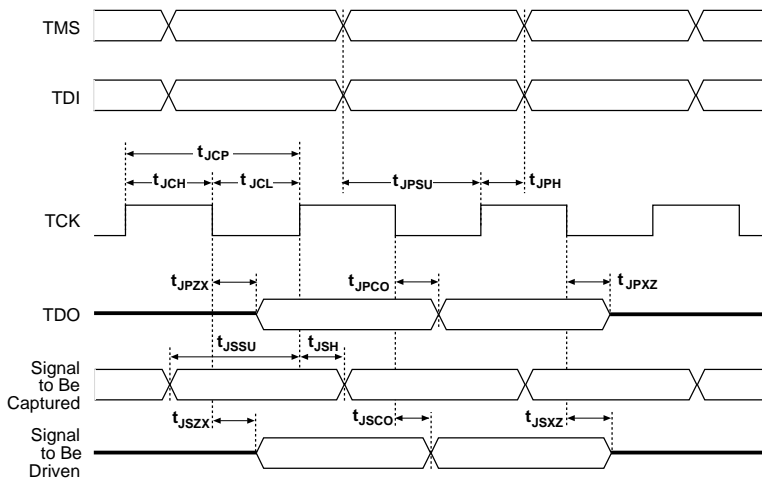 TMS
TDI
tJCP
tJCH tJCL tJPSU tJPH
TCK
tJPZX tJPCO tJPXZ
TDO
tJSSU tJSH
Signal
to Be
Captured
tJSZX tJSCO tJSXZ
Signal
to Be
Driven